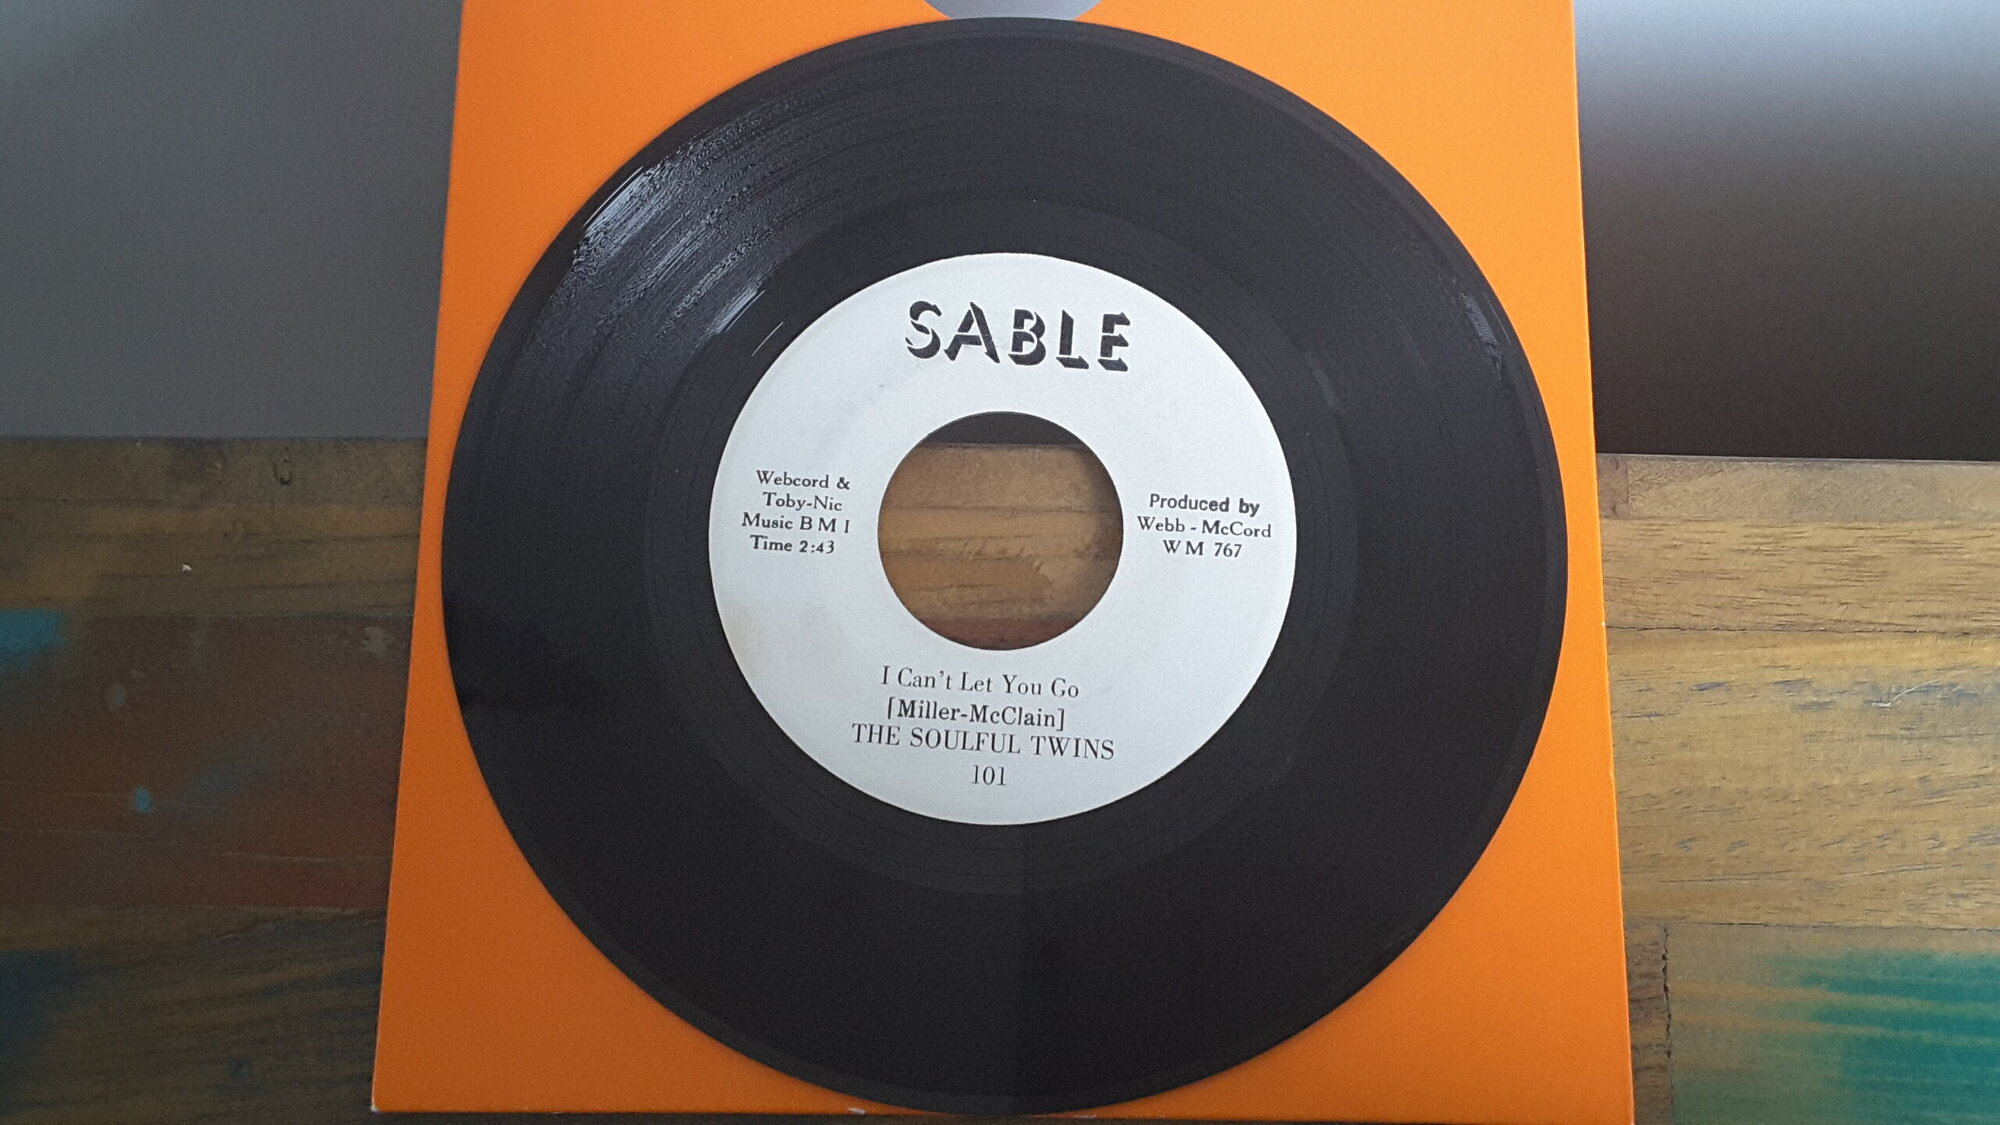 SABLE
Webcord &
Toby-Nic
Music B M I
Time 2:43
Produced by
Webb - McCord
W M 767
I Can't Let You Go
[Miller-McClain]
THE SOULFUL TWINS
101